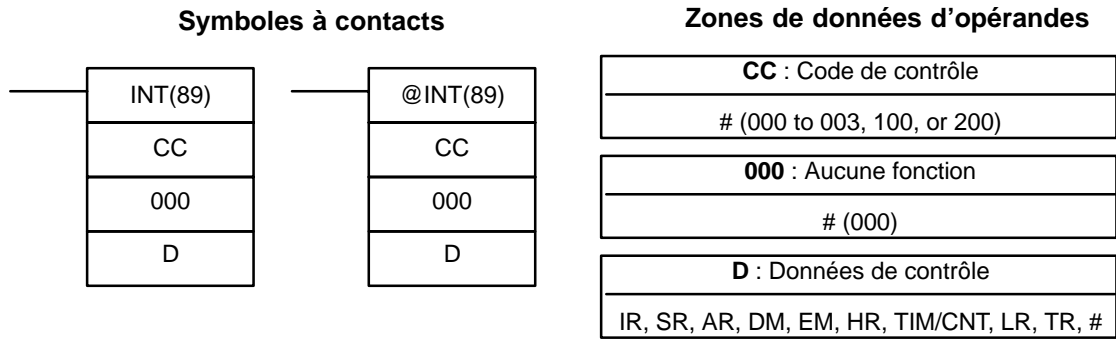 Symboles à contacts
INT(89)
CC
000
D
@INT(89)
CC
000
D
Zones de données d'opérandes
CC : Code de contrôle
# (000 to 003, 100, or 200)
000 : Aucune fonction
# (000)
D : Données de contrôle
IR, SR, AR, DM, EM, HR, TIM/CNT, LR, TR, #